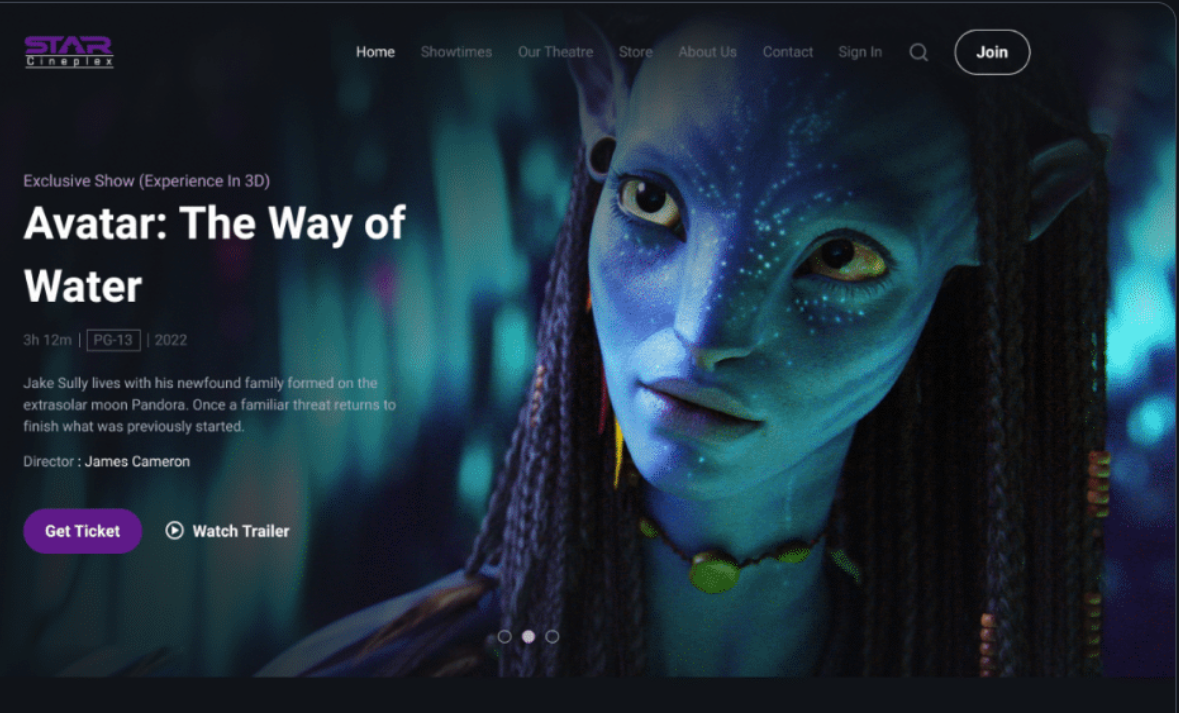 STAR
Cineplex
Home Showtimes Our Theatre Store About Us Contact Sign In Join
Exclusive Show (Experience In 3D)
Avatar: The Way of
Water
3h 12m | PG-13 | 2022
Jake Sully lives with his newfound family formed on the
extrasolar moon Pandora. Once a familiar threat returns to
finish what was previously started.
Director : James Cameron
Get Ticket Watch Trailer